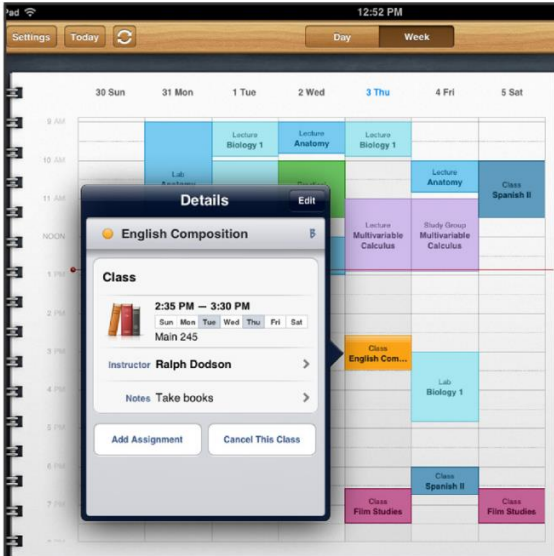 Pad
12:52 PM
Settings
Today
Day
Week
30 Sun
31 Mon
1 Tue
2 Wed
3 Thu
4 Fri
5 Sat
9 AM
10 AM
11 AM
NOON
1 PM
2 PM
3 PM
4 PM
5 PM
6 PM
7 PM
Lecture
Biology 1
Lecture
Anatomy
Lecture
Biology 1
Lab
Lecture
Anatomy
Class
Spanish II
Lecture
Multivariable
Calculus
Study Group
Multivariable
Calculus
Class
English Com...
Lab
Biology 1
Class
Spanish II
Class
Film Studies
Class
Film Studies
Details
Edit
English Composition
Class
2:35 PM — 3:30 PM
Sun Mon Tue Wed Thu Fri Sat
Main 245
Instructor Ralph Dodson
Notes Take books
Add Assignment
Cancel This Class